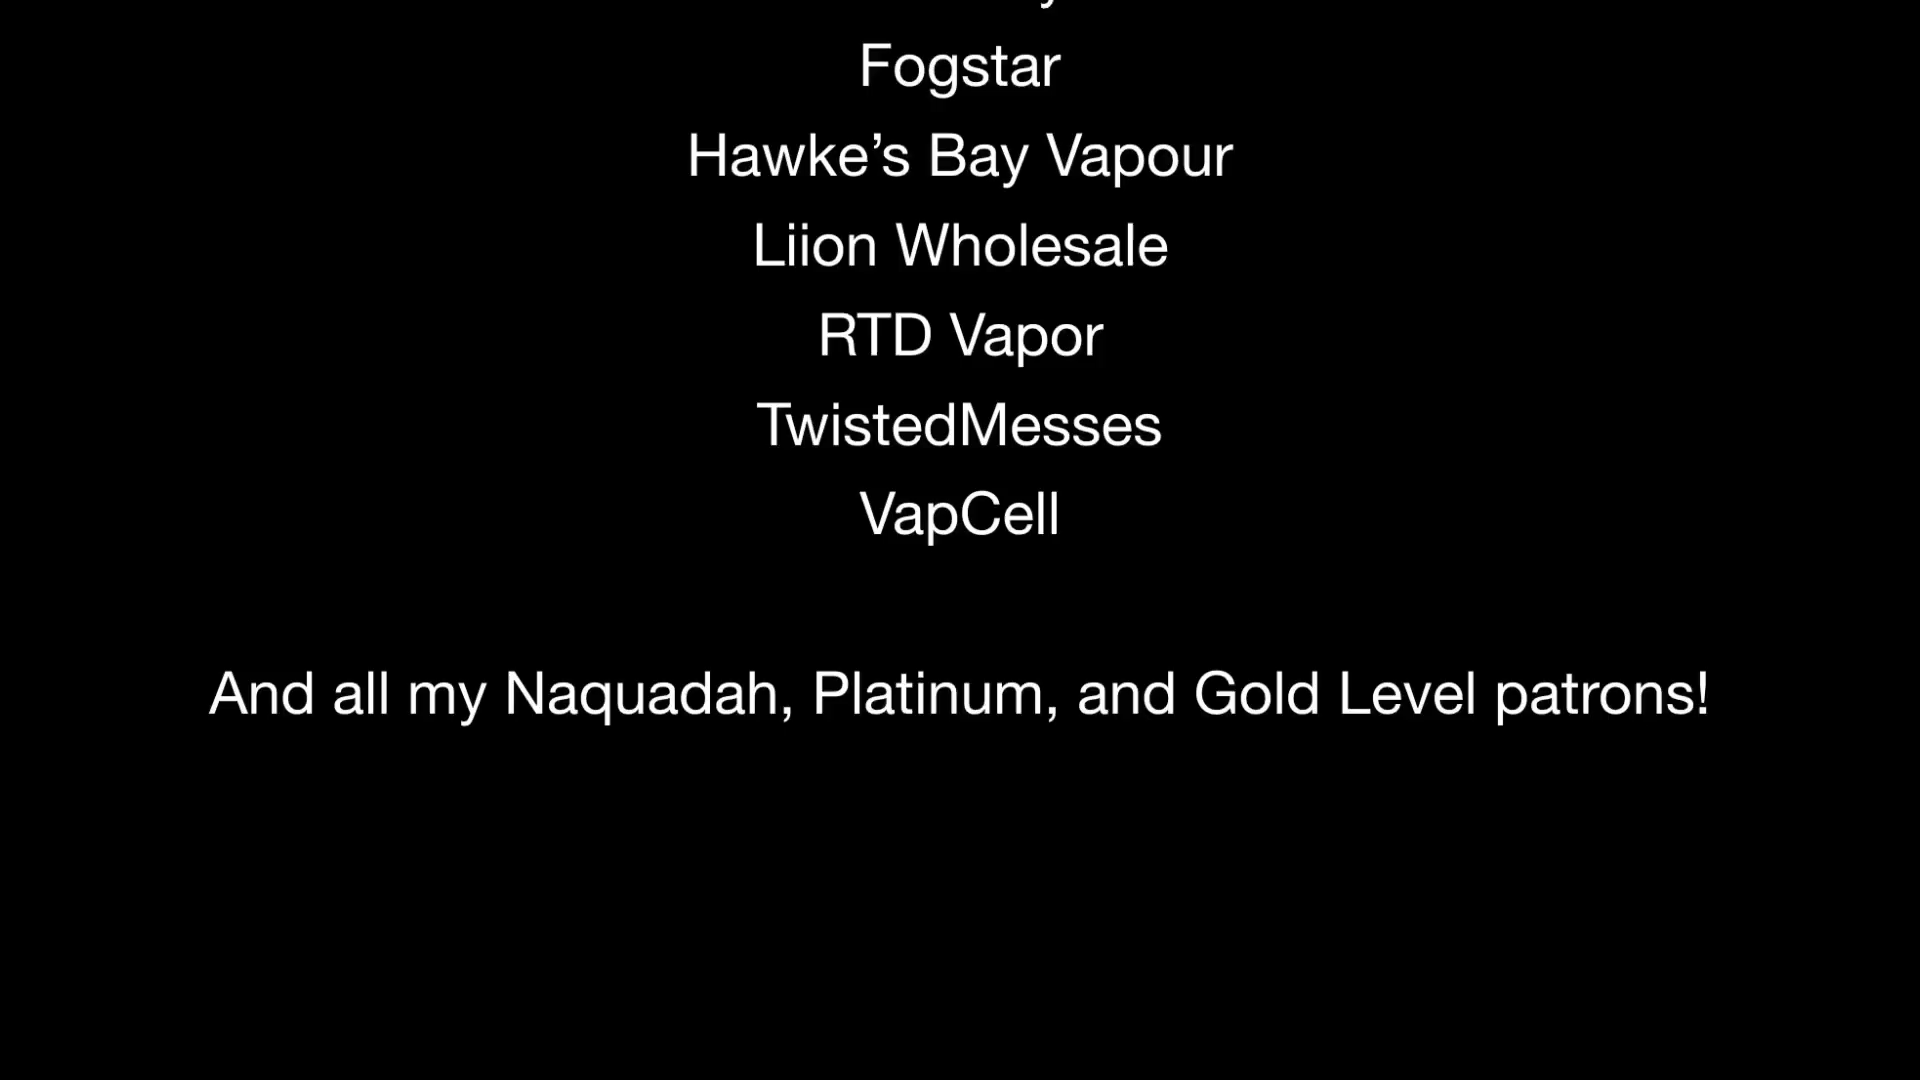 Fogstar
Hawke’s Bay Vapour
Liion Wholesale
RTD Vapor
TwistedMesses
VapCell
And all my Naquadah, Platinum, and Gold Level patrons!